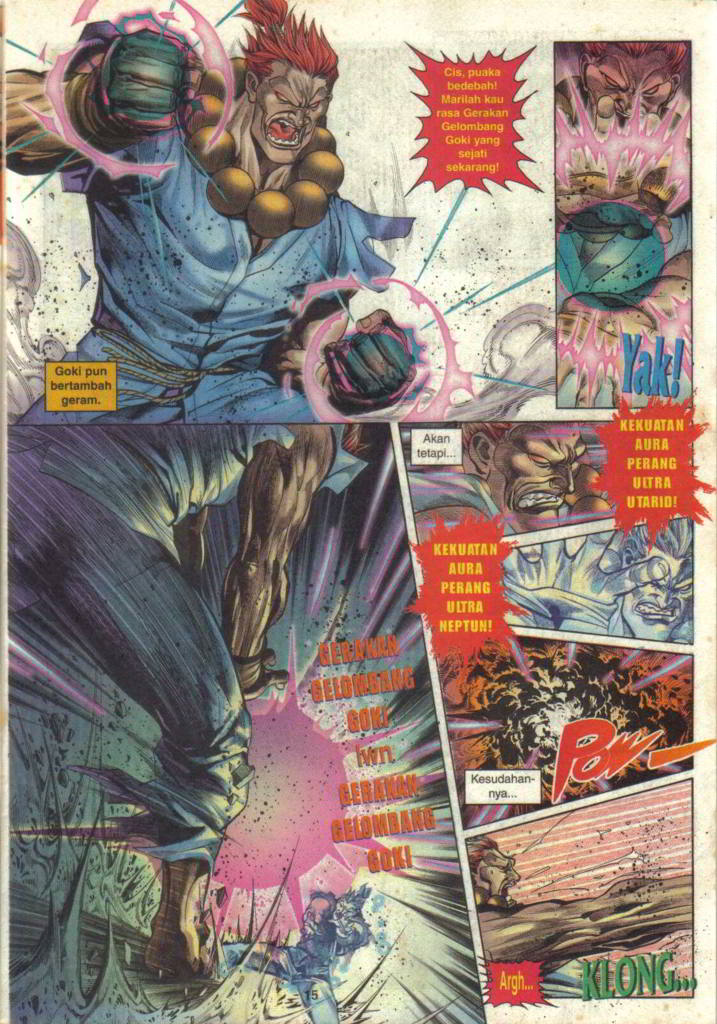 Cis, puaka
bedebah!
Marilah kau
rasa Gerakan
Gelombang
Goki yang
sejati
sekarang!
Yak!
Goki pun
bertambah
geram.
GERAKAN
GELOMBANG
GOKI
lwn
GERAKAN
GELOMBANG
GOKI
Akan
tetapi...
KEKUATAN
AURA
PERANG
ULTRA
UTARID!
KEKUATAN
AURA
PERANG
ULTRA
NEPTUN!
POW
Kesudahan-
nya...
Argh...
KLONG...
15